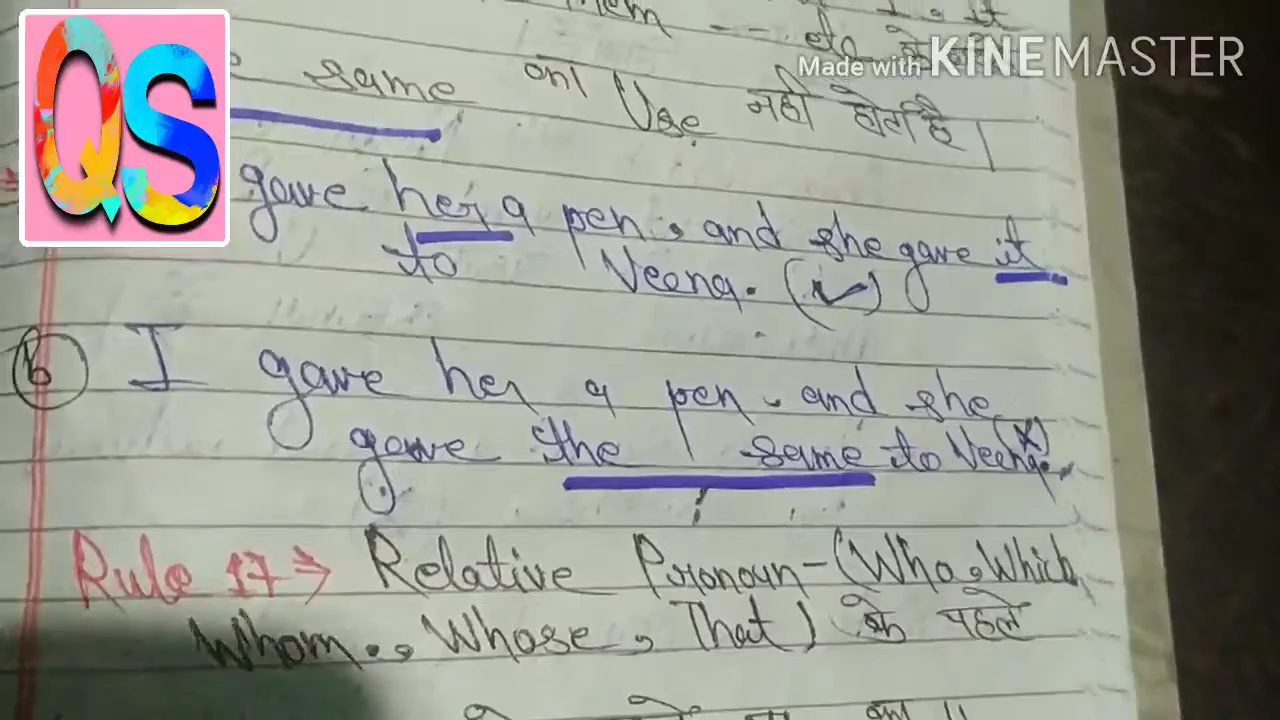 QS
Made with KINEMASTER
same का Use नही होता है।
gave her a pen, and she gave it
to Veena. (✓)
(b) I gave her a pen, and she
gave the same to Veena. (×)
Rule 17 ⇒ Relative Pronoun - (Who, Which,
Whom, Whose, That) के पहले